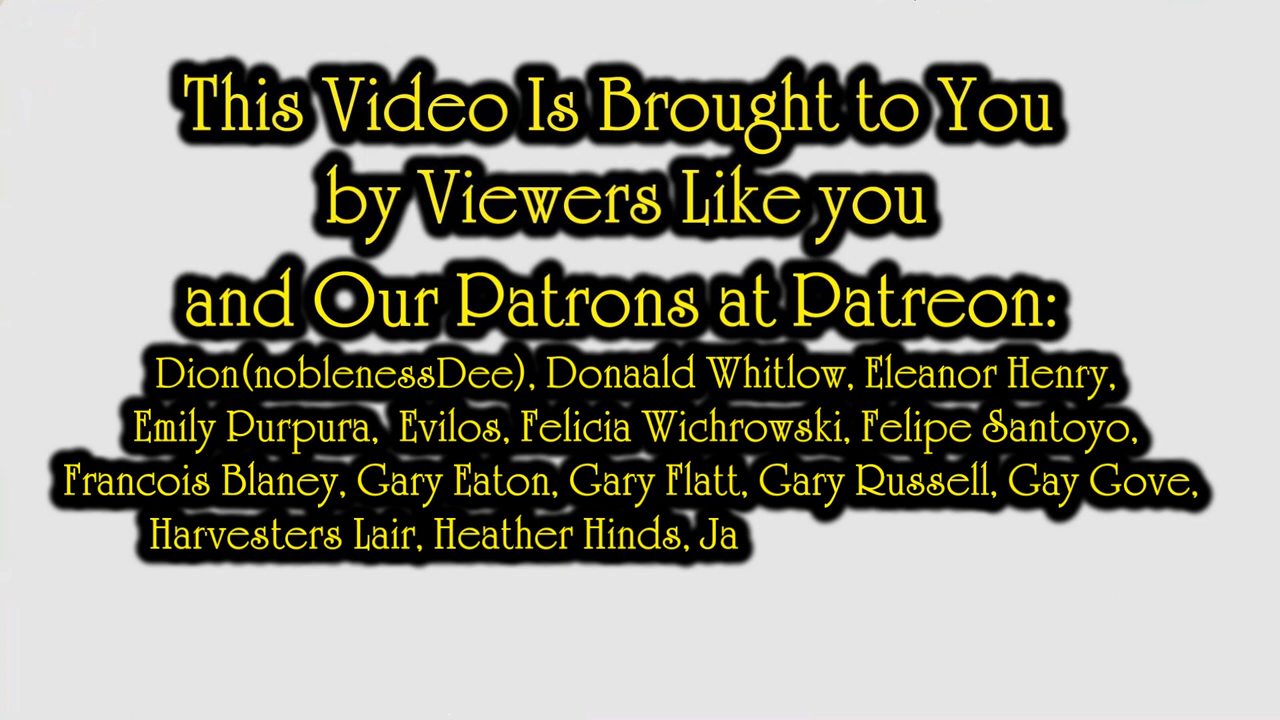 This Video Is Brought to You
by Viewers Like you
and Our Patrons at Patreon:
Dion(noblenessDee), Donaald Whitlow, Eleanor Henry,
Emily Purpura, Evilos, Felicia Wichrowski, Felipe Santoyo,
Francois Blaney, Gary Eaton, Gary Flatt, Gary Russell, Gay Gove,
Harvesters Lair, Heather Hinds, Ja